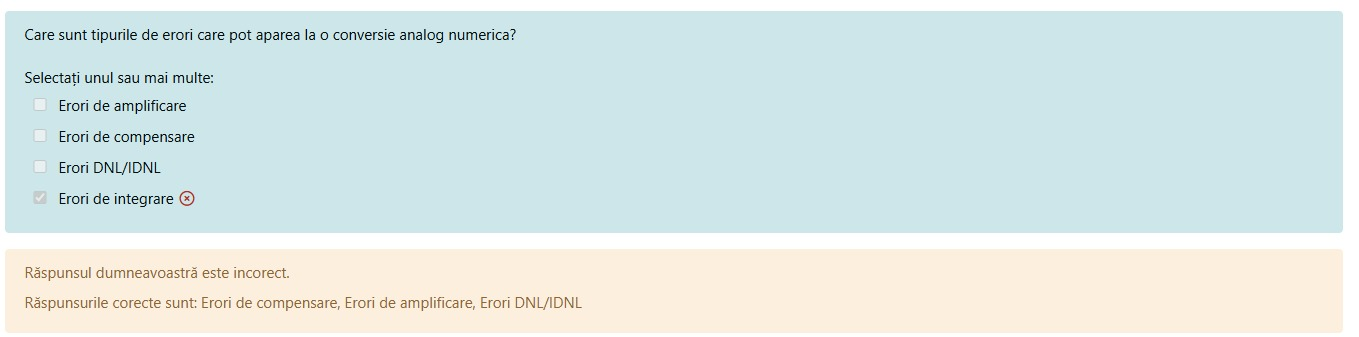 Care sunt tipurile de erori care pot aparea la o conversie analog numerica?
Selectați unul sau mai multe:
Erori de amplificare
Erori de compensare
Erori DNL/IDNL
Erori de integrare
Răspunsul dumneavoastră este incorect.
Răspunsurile corecte sunt: Erori de compensare, Erori de amplificare, Erori DNL/IDNL